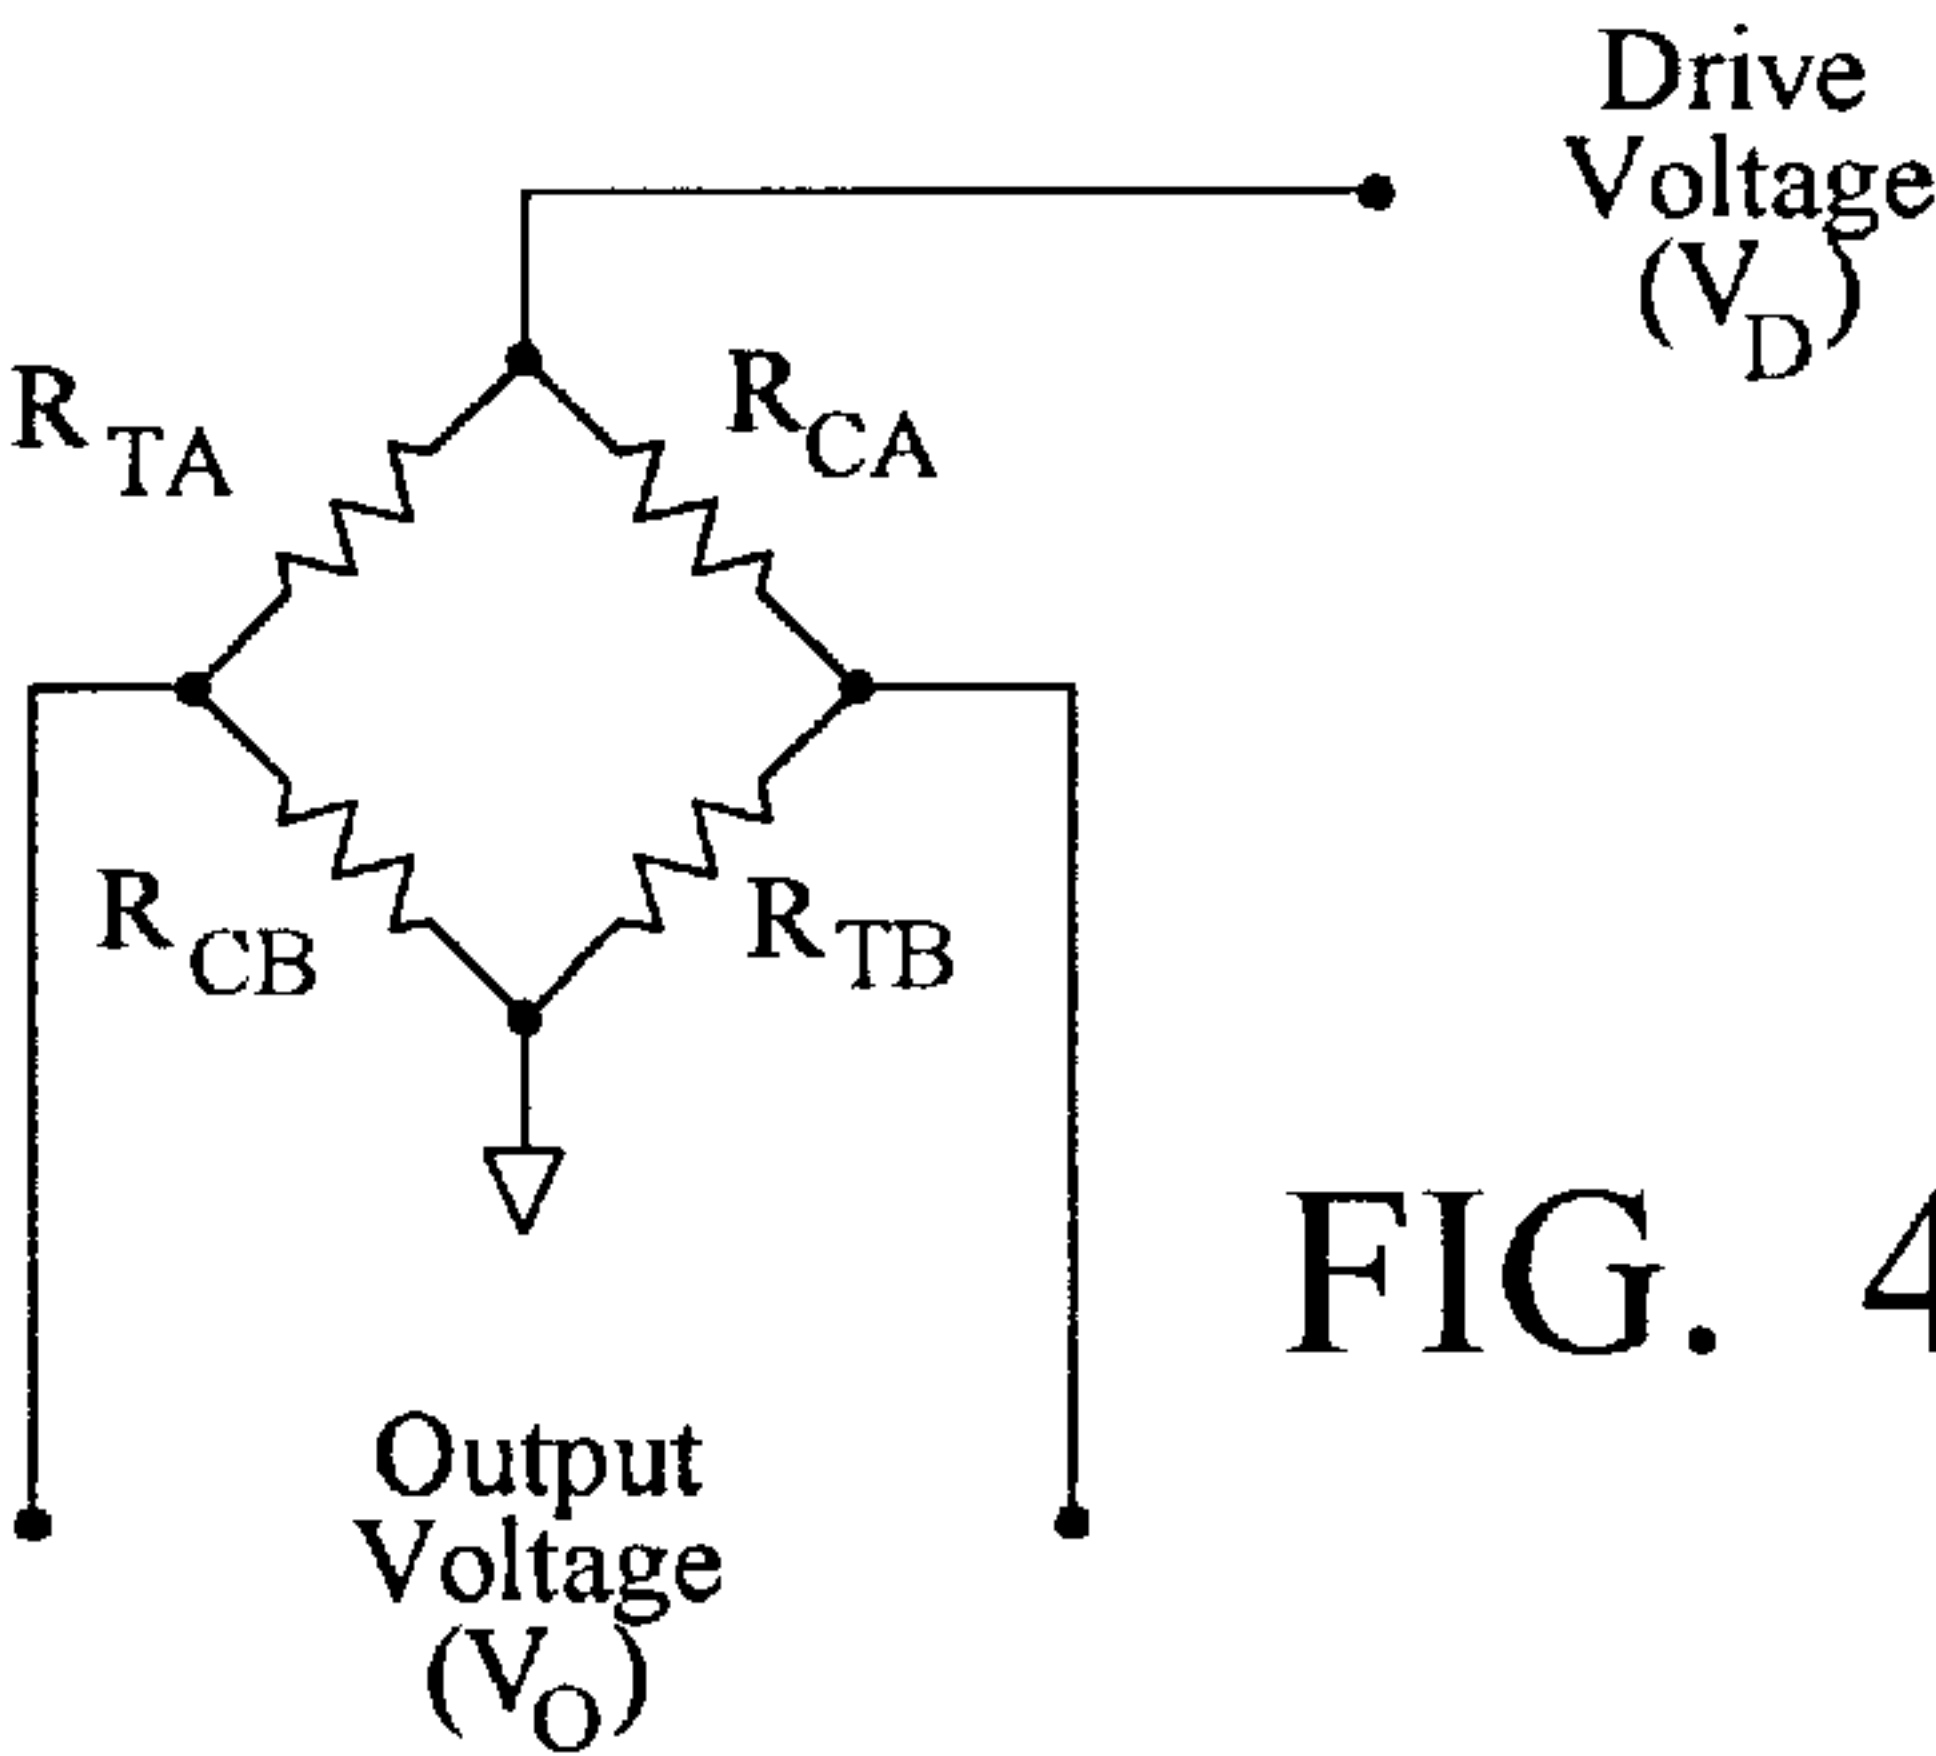 Drive
Voltage
(V_D)
R_TA
R_CA
R_CB
R_TB
FIG. 4
Output
Voltage
(V_O)